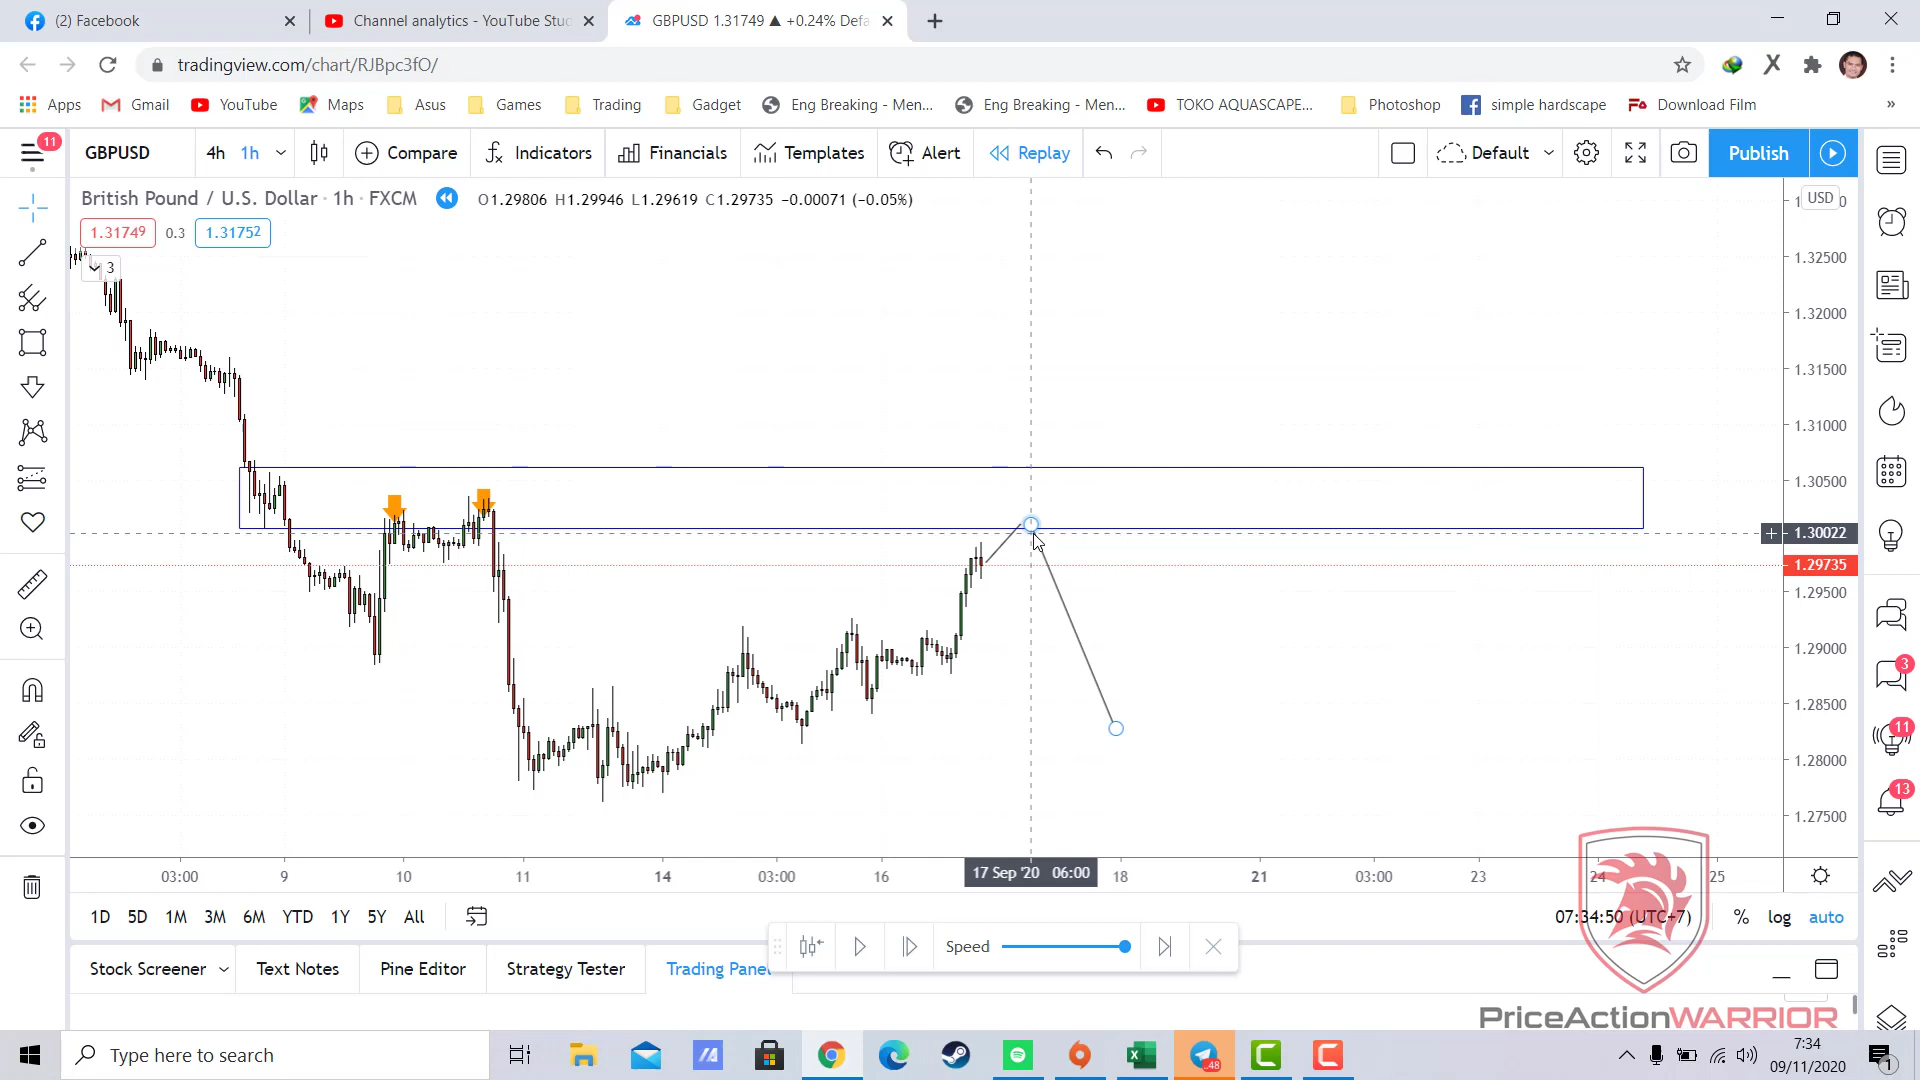 (2) Facebook
Channel analytics - YouTube Stu
GBPUSD 1.31749 ▲ +0.24% Defa
tradingview.com/chart/RJBpc3fO/
Apps
Gmail
YouTube
Maps
Asus
Games
Trading
Gadget
Eng Breaking - Men...
Eng Breaking - Men...
TOKO AQUASCAPE...
Photoshop
simple hardscape
Download Film
»
11
GBPUSD
4h 1h
Compare
Indicators
Financials
Templates
Alert
Replay
Default
Publish
British Pound / U.S. Dollar · 1h · FXCM
O1.29806 H1.29946 L1.29619 C1.29735 −0.00071 (−0.05%)
USD
1.31749 0.3 1.31752
3
1.32500
1.32000
1.31500
1.31000
1.30500
1.30022
1.29735
1.29500
1.29000
1.28500
1.28000
1.27500
3
11
13
03:00 9 10 11 14 03:00 16 17 Sep '20 06:00 18 21 03:00 23 24 25
1D 5D 1M 3M 6M YTD 1Y 5Y All
07:34:50 (UTC+7) % log auto
Speed
Stock Screener
Text Notes
Pine Editor
Strategy Tester
Trading Panel
PriceActionWARRIOR
Type here to search
48
7:34
09/11/2020
1